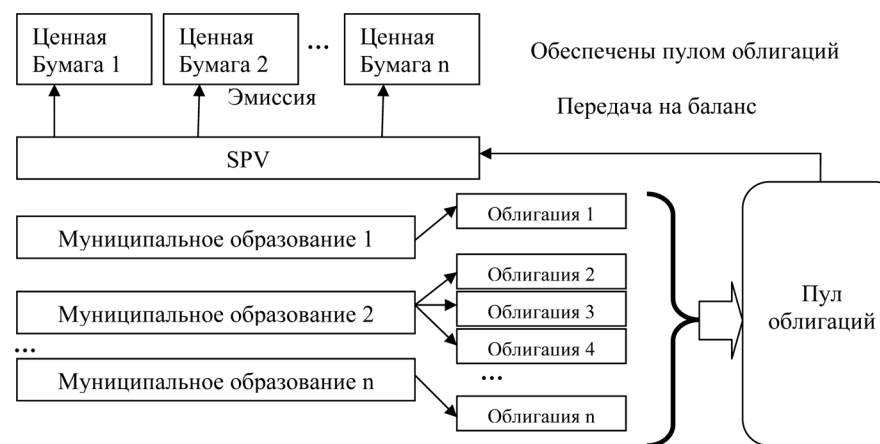 Ценная
Бумага 1
Ценная
Бумага 2
...
Ценная
Бумага n
Обеспечены пулом облигаций
Эмиссия
Передача на баланс
SPV
Муниципальное образование 1
Облигация 1
Муниципальное образование 2
Облигация 2
Облигация 3
Облигация 4
...
...
Муниципальное образование n
Облигация n
Пул
облигаций